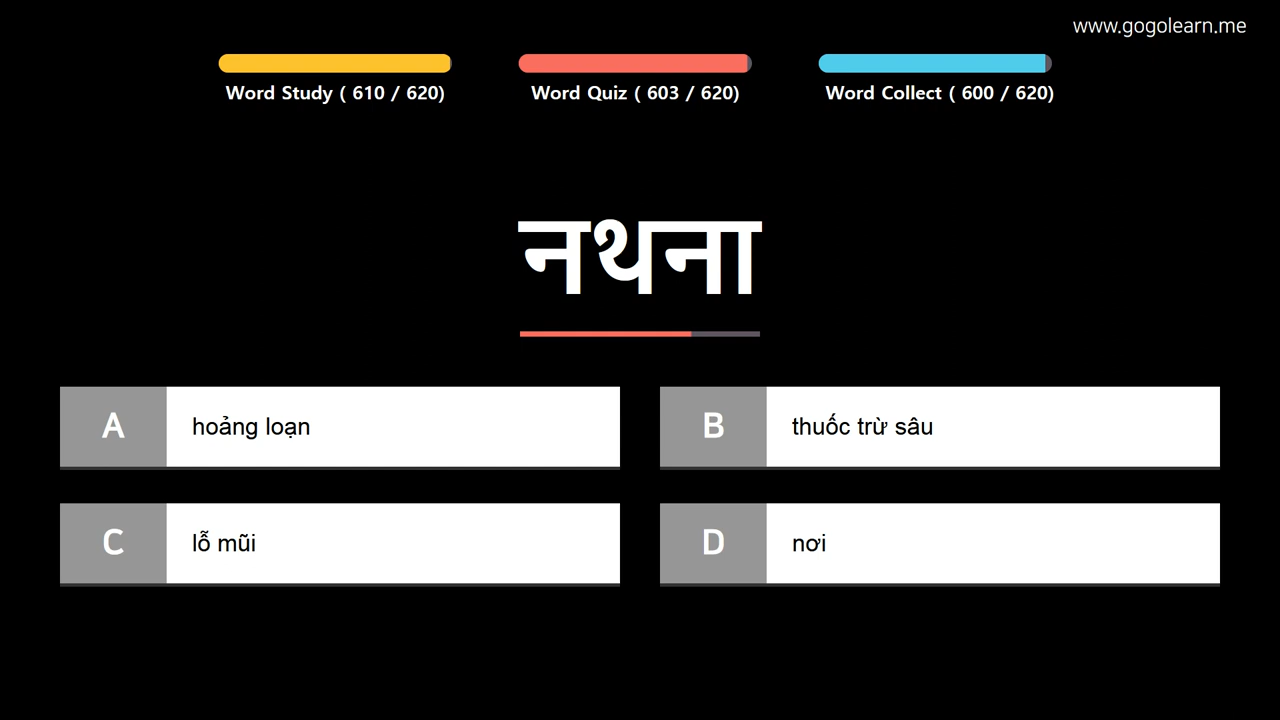 www.gogolearn.me
Word Study ( 610 / 620)
Word Quiz ( 603 / 620)
Word Collect ( 600 / 620)
नथना
A hoảng loạn
B thuốc trừ sâu
C lỗ mũi
D nơi